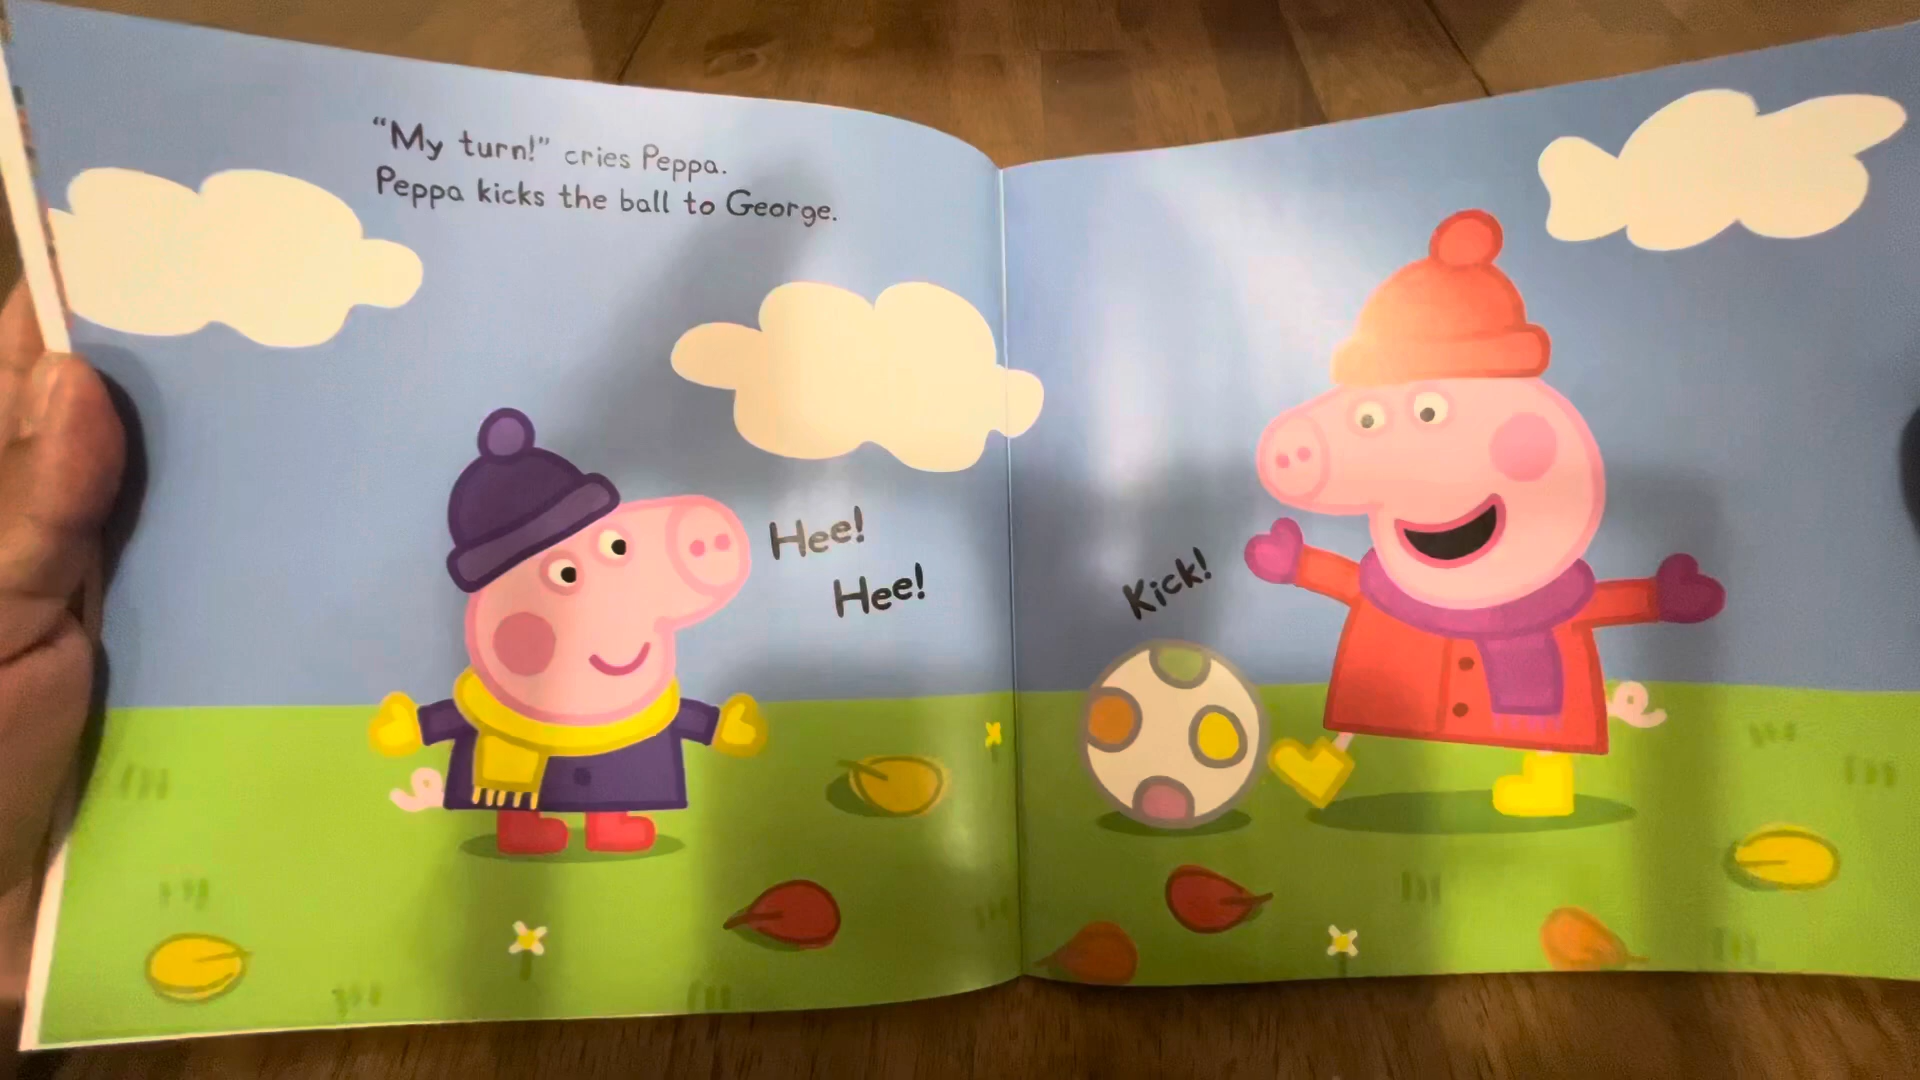 “My turn!” cries Peppa.
Peppa kicks the ball to George.
Hee!
Hee!
Kick!